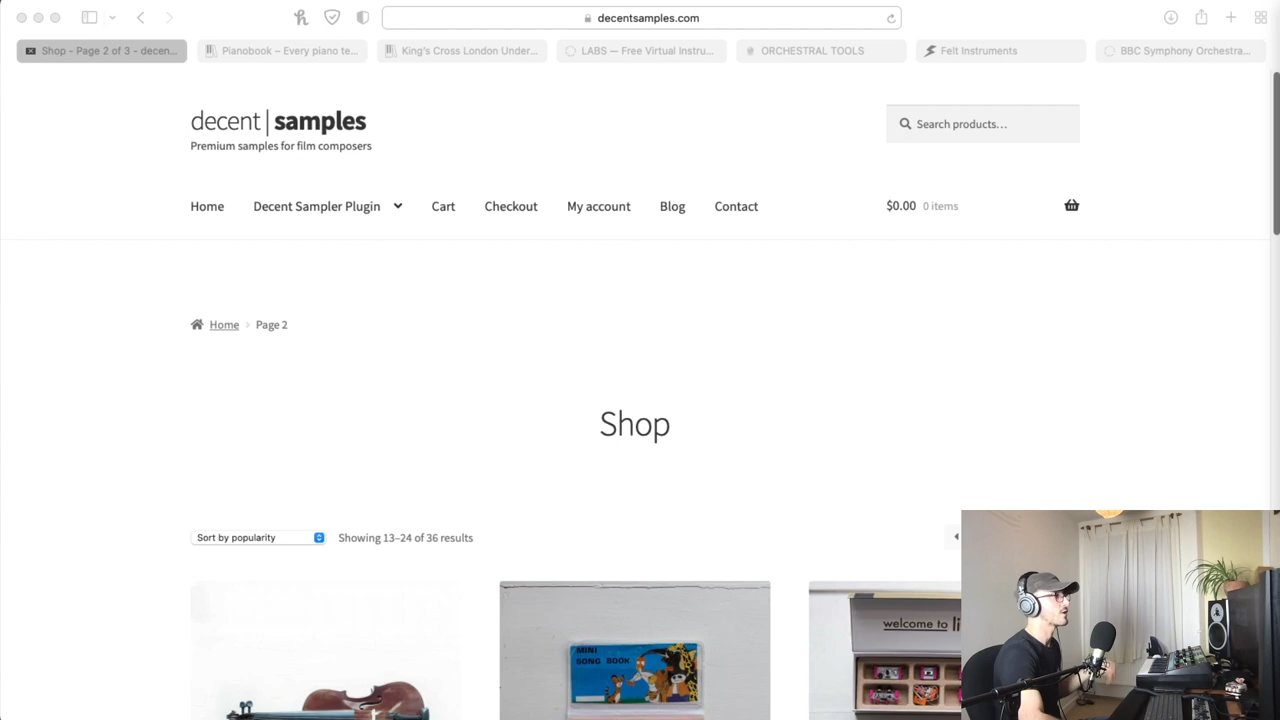 decentsamples.com
Shop - Page 2 of 3 - decen...
Pianobook – Every piano te...
King's Cross London Under...
LABS — Free Virtual Instru...
ORCHESTRAL TOOLS
Felt Instruments
BBC Symphony Orchestra...
decent | samples
Premium samples for film composers
Search products...
Home
Decent Sampler Plugin
Cart
Checkout
My account
Blog
Contact
$0.00 0 items
Home
Page 2
Shop
Sort by popularity
Showing 13–24 of 36 results
MINI
SONG BOOK
welcome to li